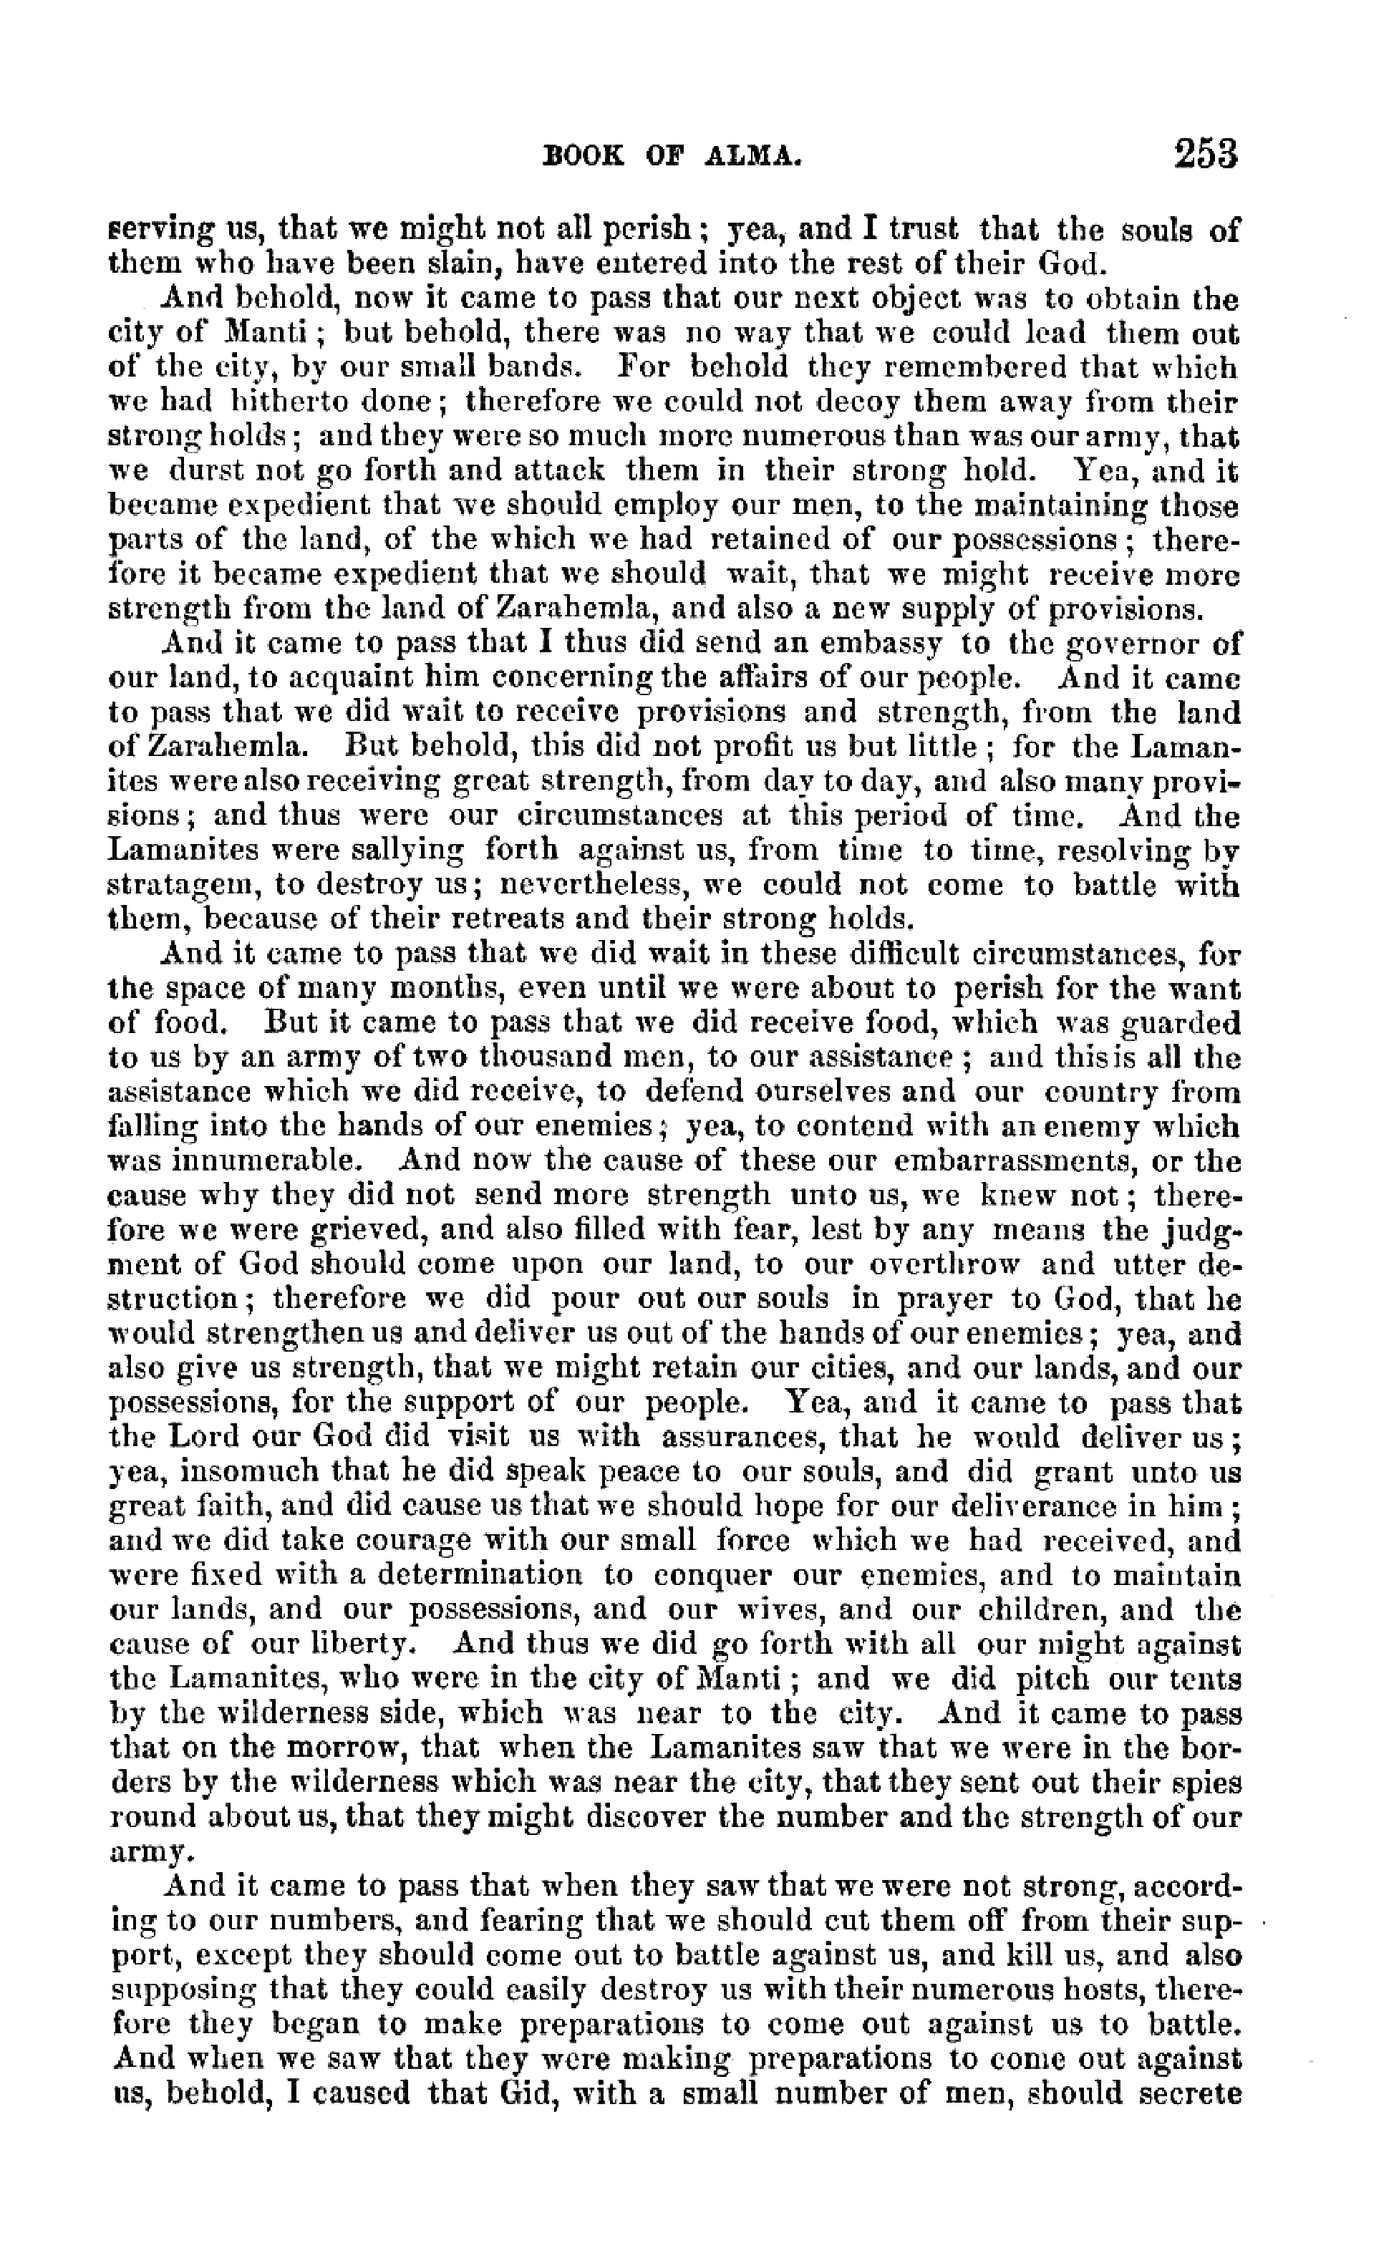 BOOK OF ALMA. 253
serving us, that we might not all perish; yea, and I trust that the souls of
them who have been slain, have entered into the rest of their God.
And behold, now it came to pass that our next object was to obtain the
city of Manti; but behold, there was no way that we could lead them out
of the city, by our small bands. For behold they remembered that which
we had hitherto done; therefore we could not decoy them away from their
strong holds; and they were so much more numerous than was our army, that
we durst not go forth and attack them in their strong hold. Yea, and it
became expedient that we should employ our men, to the maintaining those
parts of the land, of the which we had retained of our possessions; there-
fore it became expedient that we should wait, that we might receive more
strength from the land of Zarahemla, and also a new supply of provisions.
And it came to pass that I thus did send an embassy to the governor of
our land, to acquaint him concerning the affairs of our people. And it came
to pass that we did wait to receive provisions and strength, from the land
of Zarahemla. But behold, this did not profit us but little; for the Laman-
ites were also receiving great strength, from day to day, and also many provi-
sions; and thus were our circumstances at this period of time. And the
Lamanites were sallying forth against us, from time to time, resolving by
stratagem, to destroy us; nevertheless, we could not come to battle with
them, because of their retreats and their strong holds.
And it came to pass that we did wait in these difficult circumstances, for
the space of many months, even until we were about to perish for the want
of food. But it came to pass that we did receive food, which was guarded
to us by an army of two thousand men, to our assistance; and this is all the
assistance which we did receive, to defend ourselves and our country from
falling into the hands of our enemies; yea, to contend with an enemy which
was innumerable. And now the cause of these our embarrassments, or the
cause why they did not send more strength unto us, we knew not; there-
fore we were grieved, and also filled with fear, lest by any means the judg-
ment of God should come upon our land, to our overthrow and utter de-
struction; therefore we did pour out our souls in prayer to God, that he
would strengthen us and deliver us out of the hands of our enemies; yea, and
also give us strength, that we might retain our cities, and our lands, and our
possessions, for the support of our people. Yea, and it came to pass that
the Lord our God did visit us with assurances, that he would deliver us;
yea, insomuch that he did speak peace to our souls, and did grant unto us
great faith, and did cause us that we should hope for our deliverance in him;
and we did take courage with our small force which we had received, and
were fixed with a determination to conquer our enemies, and to maintain
our lands, and our possessions, and our wives, and our children, and the
cause of our liberty. And thus we did go forth with all our might against
the Lamanites, who were in the city of Manti; and we did pitch our tents
by the wilderness side, which was near to the city. And it came to pass
that on the morrow, that when the Lamanites saw that we were in the bor-
ders by the wilderness which was near the city, that they sent out their spies
round about us, that they might discover the number and the strength of our
army.
And it came to pass that when they saw that we were not strong, accord-
ing to our numbers, and fearing that we should cut them off from their sup-
port, except they should come out to battle against us, and kill us, and also
supposing that they could easily destroy us with their numerous hosts, there-
fore they began to make preparations to come out against us to battle.
And when we saw that they were making preparations to come out against
us, behold, I caused that Gid, with a small number of men, should secrete